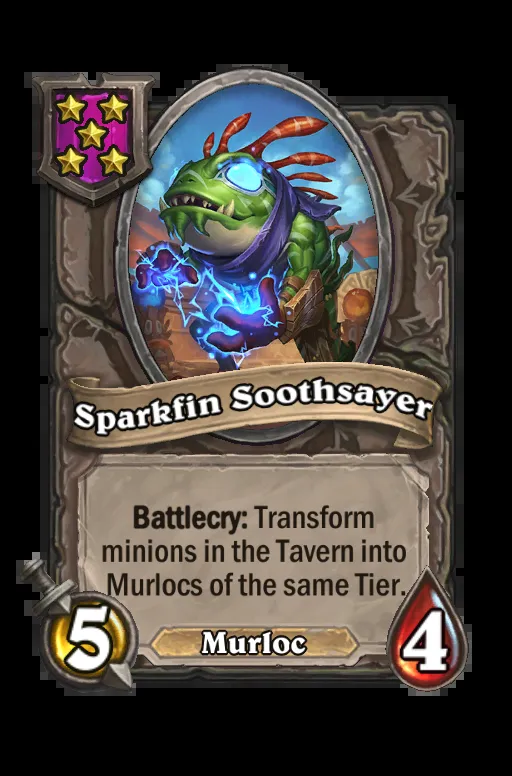 Sparkfin Soothsayer
Battlecry: Transform
minions in the Tavern into
Murlocs of the same Tier.
5
Murloc
4